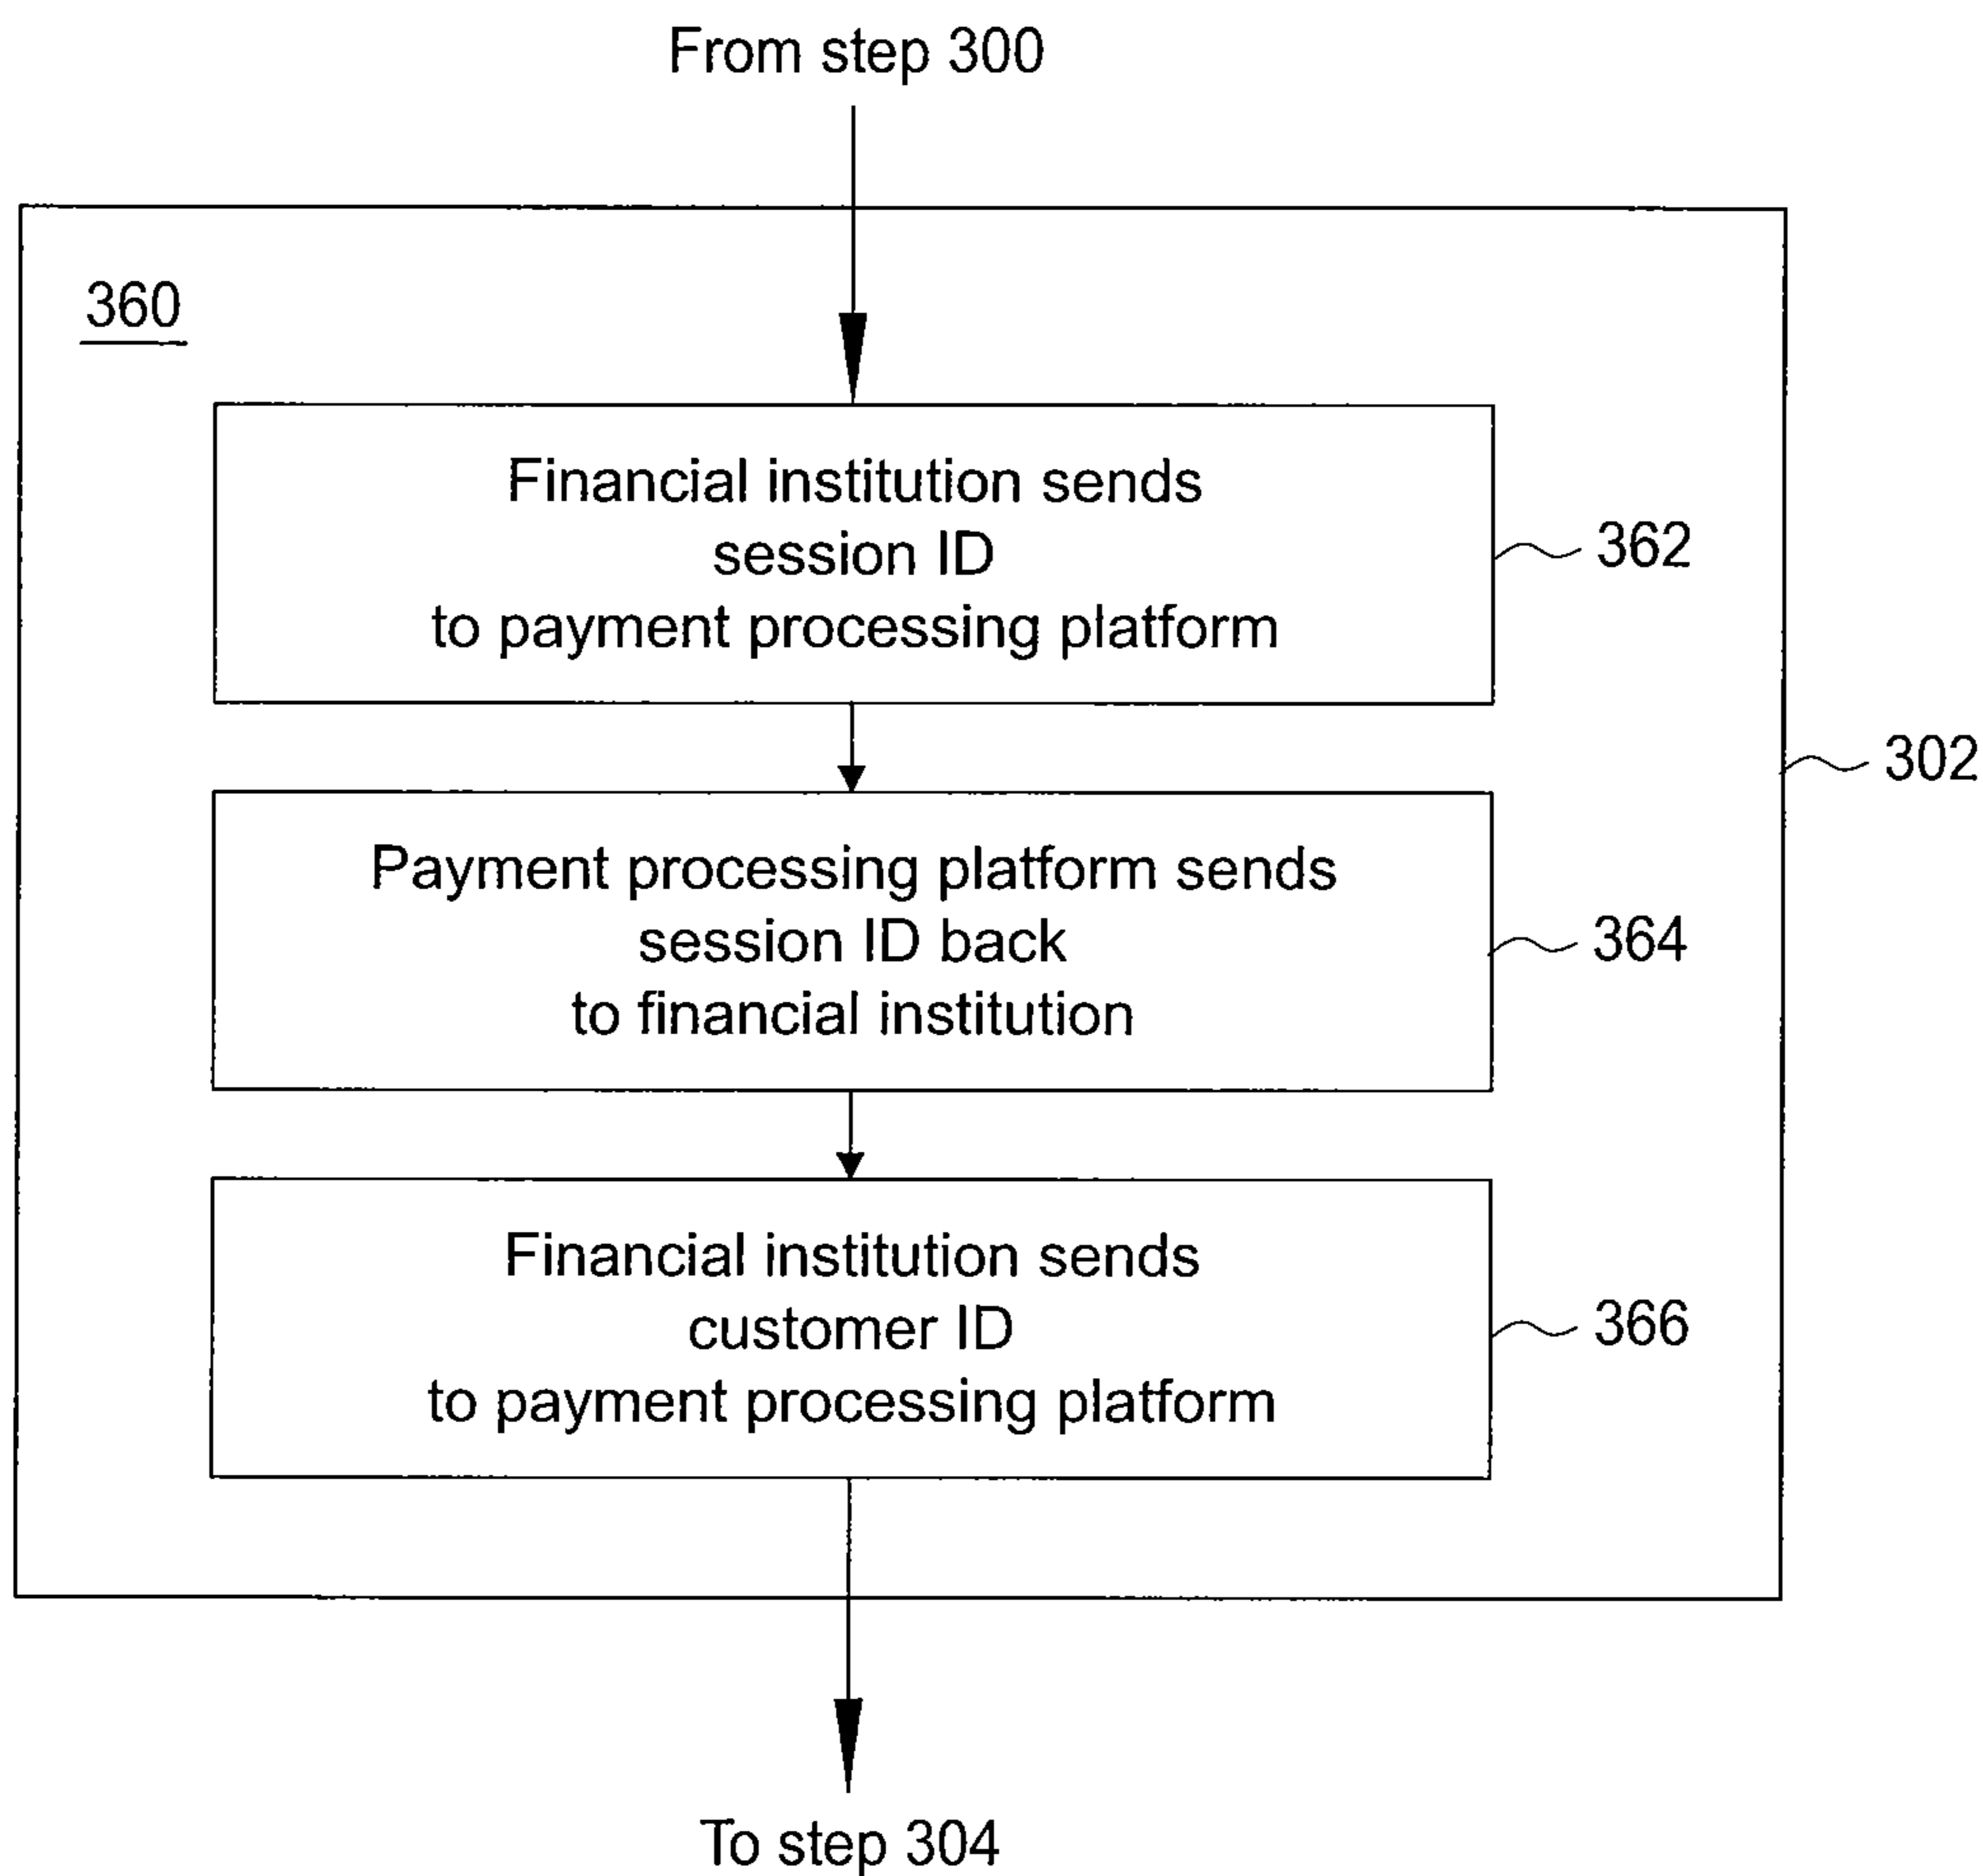 From step 300
360
Financial institution sends
session ID
to payment processing platform
362
302
Payment processing platform sends
session ID back
to financial institution
364
Financial institution sends
customer ID
to payment processing platform
366
To step 304